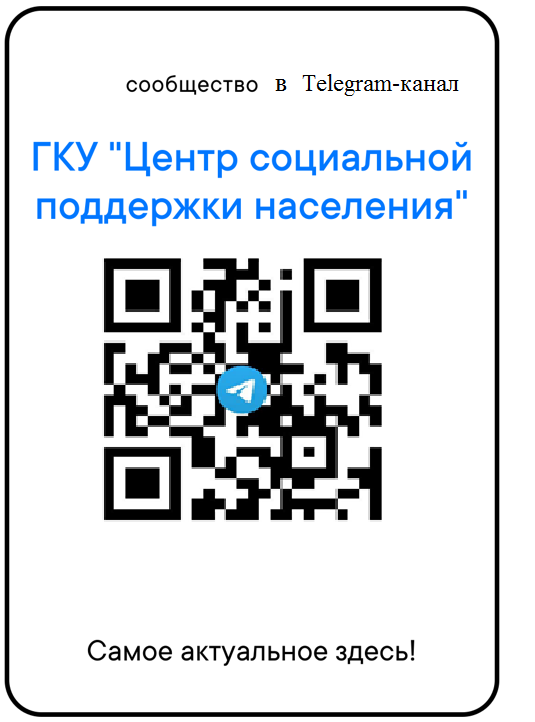 сообщество в Telegram-канал
ГКУ "Центр социальной
поддержки населения"
Самое актуальное здесь!